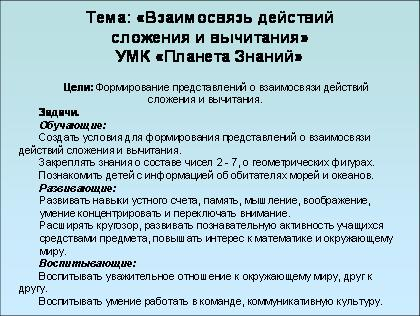 Тема: «Взаимосвязь действий
сложения и вычитания»
УМК «Планета Знаний»
Цели: Формирование представлений о взаимосвязи действий
сложения и вычитания.
Задачи.
Обучающие:
Создать условия для формирования представлений о взаимосвязи
действий сложения и вычитания.
Закреплять знания о составе чисел 2 - 7, о геометрических фигурах.
Познакомить детей с информацией об обитателях морей и океанов.
Развивающие:
Развивать навыки устного счета, память, мышление, воображение,
умение концентрировать и переключать внимание.
Расширять кругозор, развивать познавательную активность учащихся
средствами предмета, повышать интерес к математике и окружающему
миру.
Воспитывающие:
Воспитывать уважительное отношение к окружающему миру, друг к
другу.
Воспитывать умение работать в команде, коммуникативную культуру.